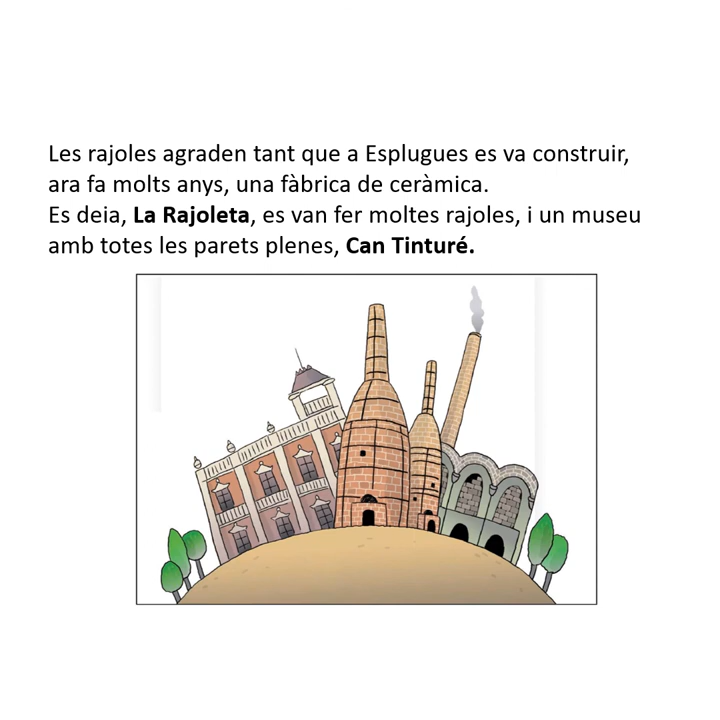 Les rajoles agraden tant que a Esplugues es va construir,
ara fa molts anys, una fàbrica de ceràmica.
Es deia, La Rajoleta, es van fer moltes rajoles, i un museu
amb totes les parets plenes, Can Tinturé.